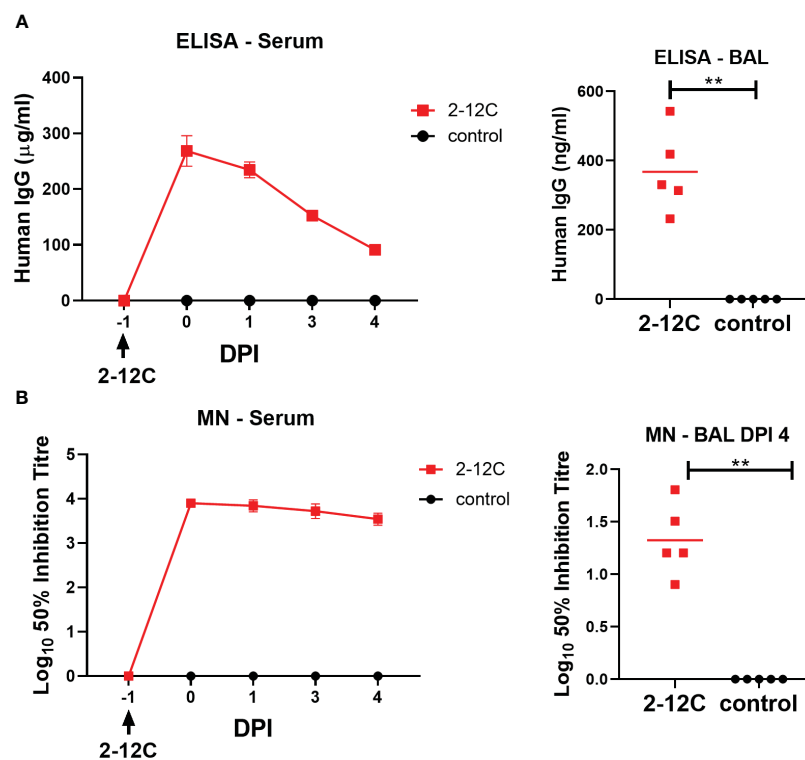 A
ELISA - Serum
Human IgG (μg/ml)
400
300
200
100
0
-1
0
1
3
4
DPI
2-12C
2-12C
control
ELISA - BAL
**
Human IgG (ng/ml)
600
400
200
0
2-12C control
B
MN - Serum
Log10 50% Inhibition Titre
5
4
3
2
1
0
-1
0
1
3
4
DPI
2-12C
2-12C
control
MN - BAL DPI 4
**
Log10 50% Inhibition Titre
2.0
1.5
1.0
0.5
0.0
2-12C control